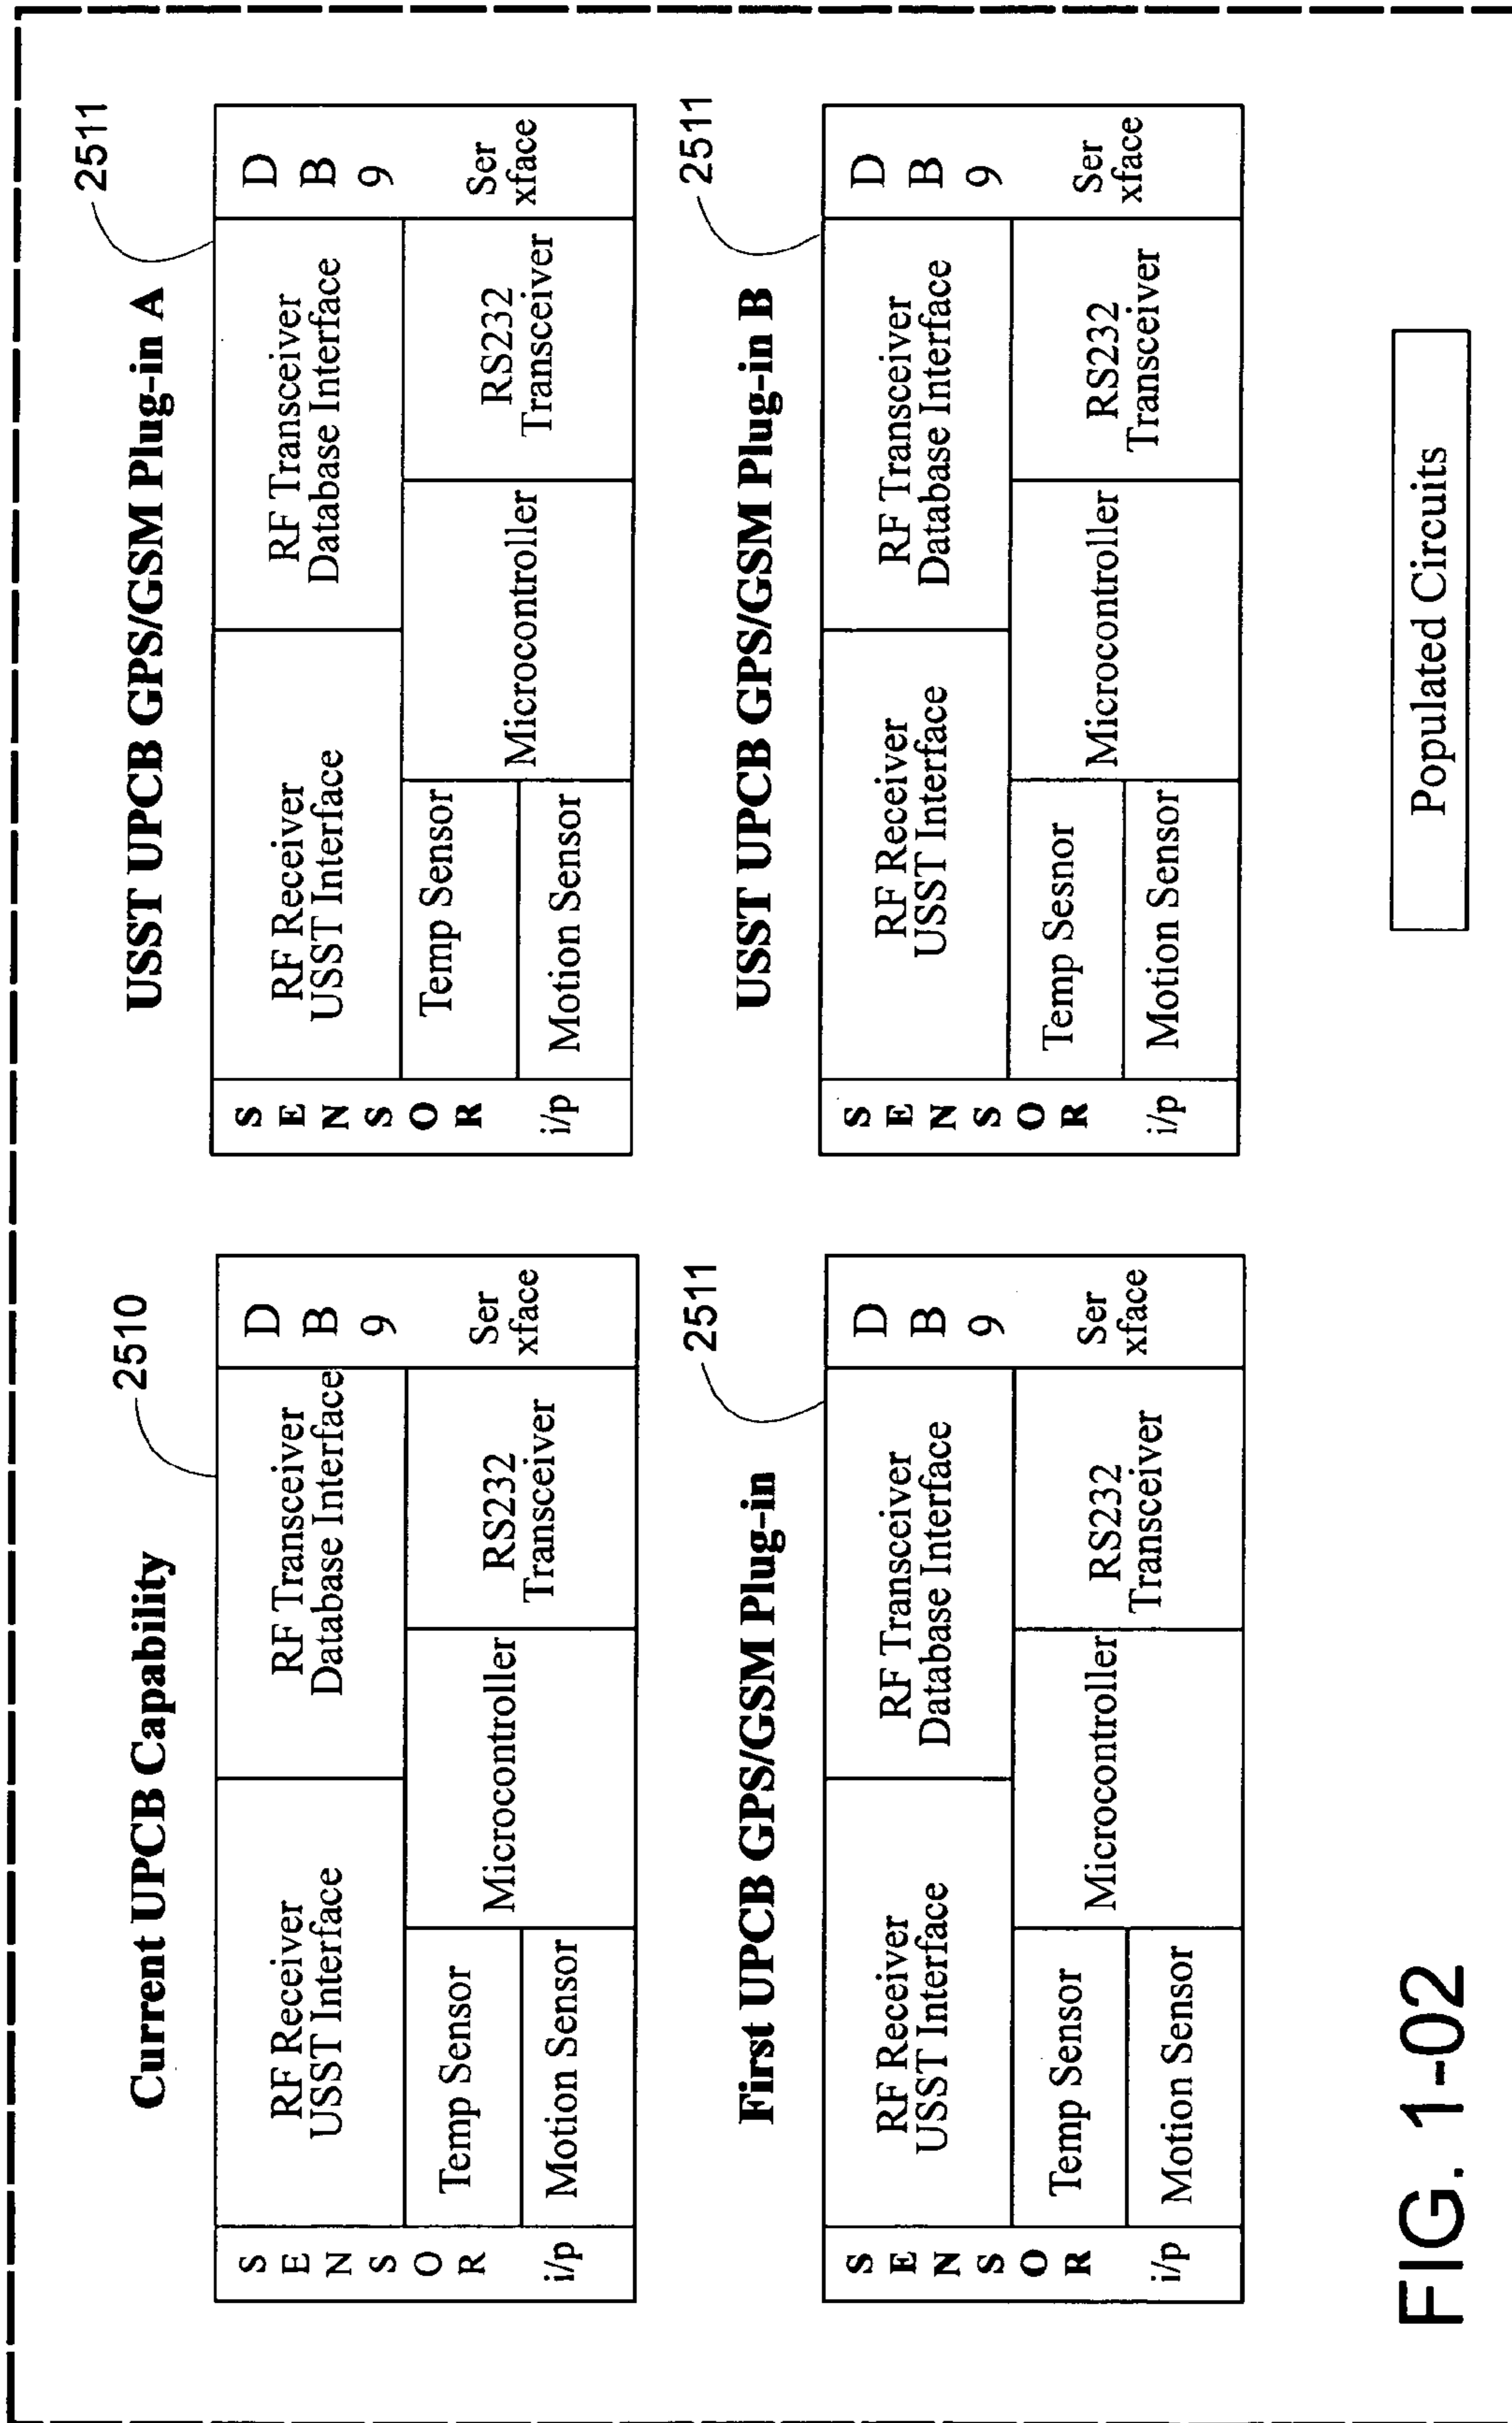 Current UPCB Capability
2510
S
E
N
S
O
R
i/p
RF Receiver
USST Interface
RF Transceiver
Database Interface
Temp Sensor
Motion Sensor
Microcontroller
RS232
Transceiver
D
B
9
Ser
xface
USST UPCB GPS/GSM Plug-in A
2511
S
E
N
S
O
R
i/p
RF Receiver
USST Interface
RF Transceiver
Database Interface
Temp Sensor
Motion Sensor
Microcontroller
RS232
Transceiver
D
B
9
Ser
xface
First UPCB GPS/GSM Plug-in
2511
S
E
N
S
O
R
i/p
RF Receiver
USST Interface
RF Transceiver
Database Interface
Temp Sensor
Motion Sensor
Microcontroller
RS232
Transceiver
D
B
9
Ser
xface
USST UPCB GPS/GSM Plug-in B
2511
S
E
N
S
O
R
i/p
RF Receiver
USST Interface
RF Transceiver
Database Interface
Temp Sesnor
Motion Sensor
Microcontroller
RS232
Transceiver
D
B
9
Ser
xface
Populated Circuits
FIG. 1-02